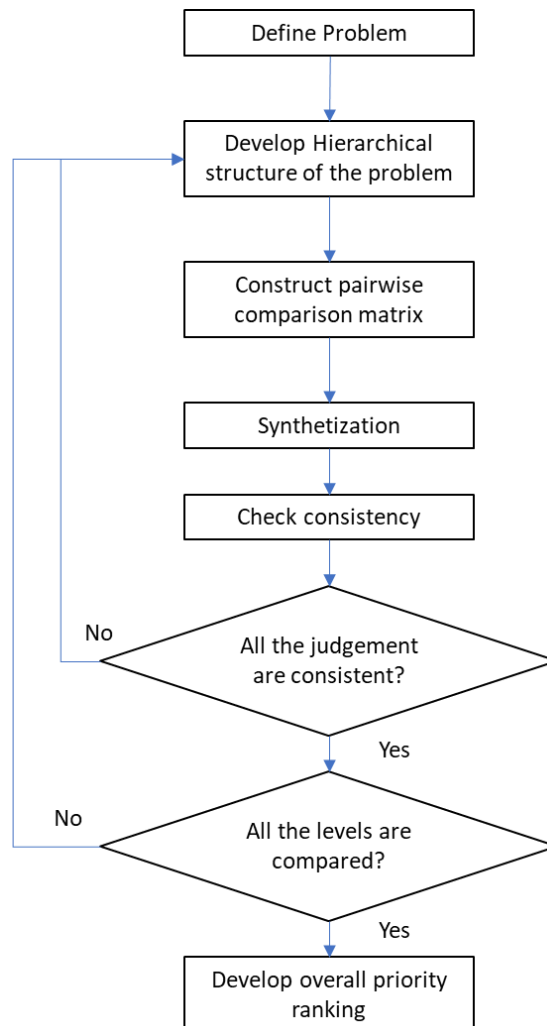 Define Problem
Develop Hierarchical
structure of the problem
Construct pairwise
comparison matrix
Synthetization
Check consistency
No
All the judgement
are consistent?
Yes
No
All the levels are
compared?
Yes
Develop overall priority
ranking